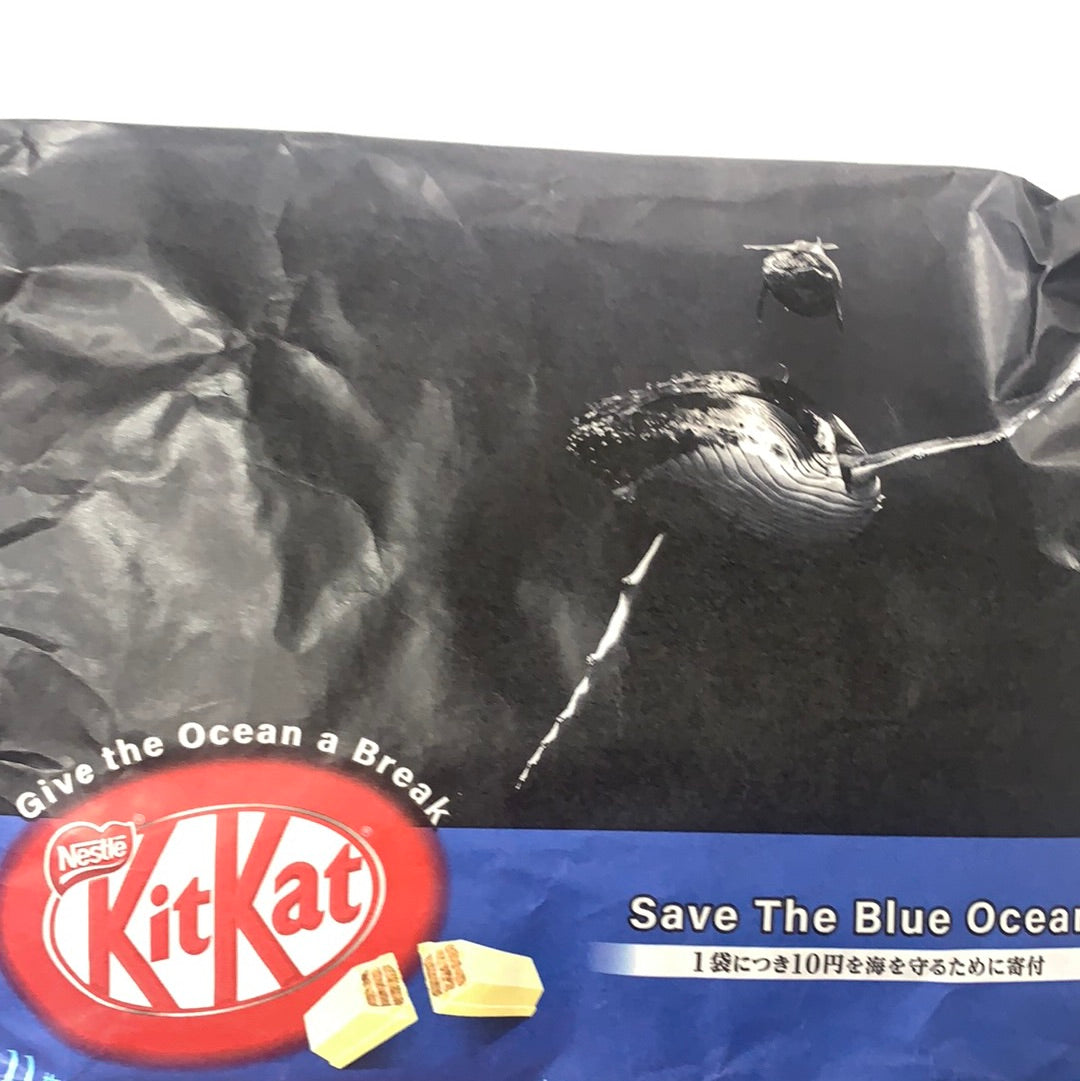 Give the Ocean a Break
Nestlé
KitKat
Save The Blue Ocean
1袋につき10円を海を守るために寄付